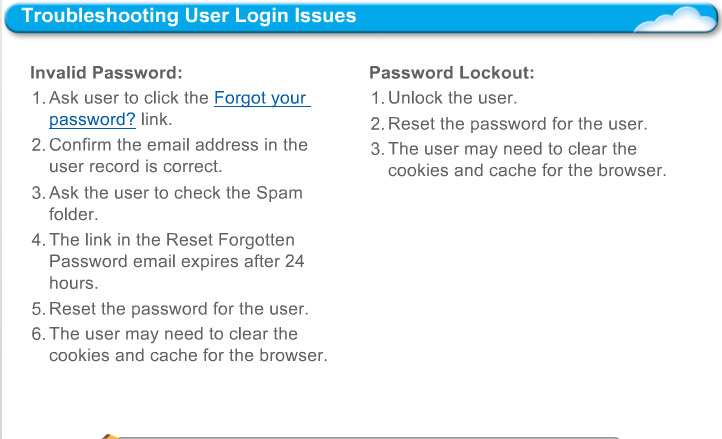 Troubleshooting User Login Issues
Invalid Password:
1. Ask user to click the Forgot your
password? link.
2. Confirm the email address in the
user record is correct.
3. Ask the user to check the Spam
folder.
4. The link in the Reset Forgotten
Password email expires after 24
hours.
5. Reset the password for the user.
6. The user may need to clear the
cookies and cache for the browser.
Password Lockout:
1. Unlock the user.
2. Reset the password for the user.
3. The user may need to clear the
cookies and cache for the browser.